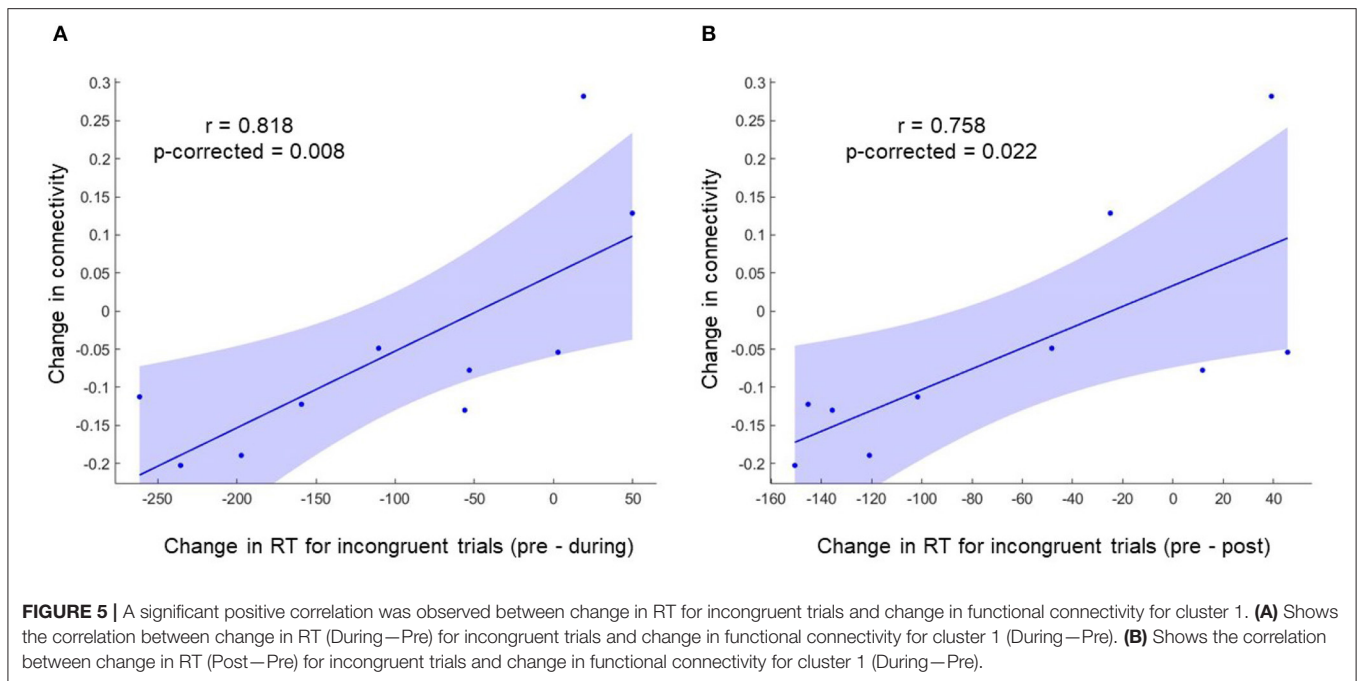 A
0.3
0.25
0.2
0.15
0.1
0.05
0
-0.05
-0.1
-0.15
-0.2
Change in connectivity
r = 0.818
p-corrected = 0.008
-250 -200 -150 -100 -50 0 50
Change in RT for incongruent trials (pre - during)
B
0.3
0.25
0.2
0.15
0.1
0.05
0
-0.05
-0.1
-0.15
-0.2
Change in connectivity
r = 0.758
p-corrected = 0.022
-160 -140 -120 -100 -80 -60 -40 -20 0 20 40
Change in RT for incongruent trials (pre - post)
FIGURE 5 | A significant positive correlation was observed between change in RT for incongruent trials and change in functional connectivity for cluster 1. (A) Shows
the correlation between change in RT (During—Pre) for incongruent trials and change in functional connectivity for cluster 1 (During—Pre). (B) Shows the correlation
between change in RT (Post—Pre) for incongruent trials and change in functional connectivity for cluster 1 (During—Pre).